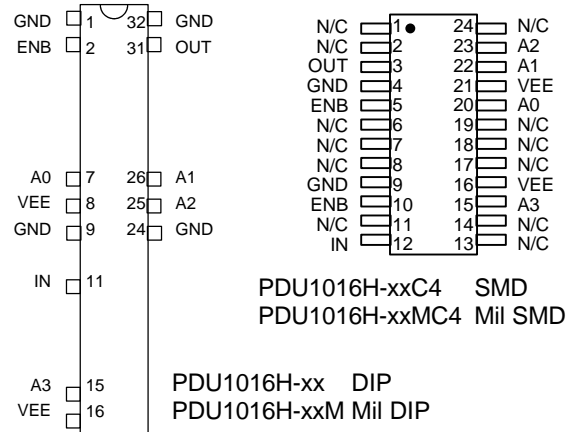 GND 1 32 GND
ENB 2 31 OUT
A0 7 26 A1
VEE 8 25 A2
GND 9 24 GND
IN 11
A3 15
VEE 16
N/C 1 24 N/C
N/C 2 23 A2
OUT 3 22 A1
GND 4 21 VEE
ENB 5 20 A0
N/C 6 19 N/C
N/C 7 18 N/C
N/C 8 17 N/C
GND 9 16 VEE
ENB 10 15 A3
N/C 11 14 N/C
IN 12 13 N/C
PDU1016H-xxC4 SMD
PDU1016H-xxMC4 Mil SMD
PDU1016H-xx DIP
PDU1016H-xxM Mil DIP